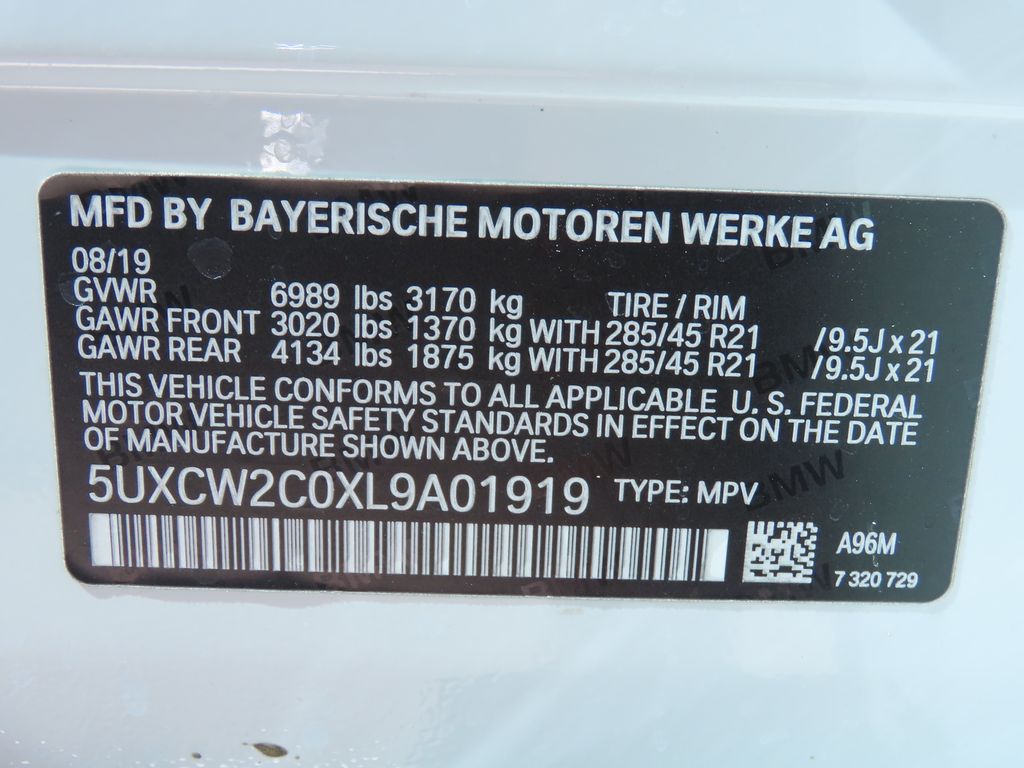 MFD BY BAYERISCHE MOTOREN WERKE AG
08/19
GVWR 6989 lbs 3170 kg TIRE / RIM
GAWR FRONT 3020 lbs 1370 kg WITH 285/45 R21 /9.5J x 21
GAWR REAR 4134 lbs 1875 kg WITH 285/45 R21 /9.5J x 21
THIS VEHICLE CONFORMS TO ALL APPLICABLE U. S. FEDERAL
MOTOR VEHICLE SAFETY STANDARDS IN EFFECT ON THE DATE
OF MANUFACTURE SHOWN ABOVE.
5UXCW2C0XL9A01919 TYPE: MPV
A96M
7 320 729